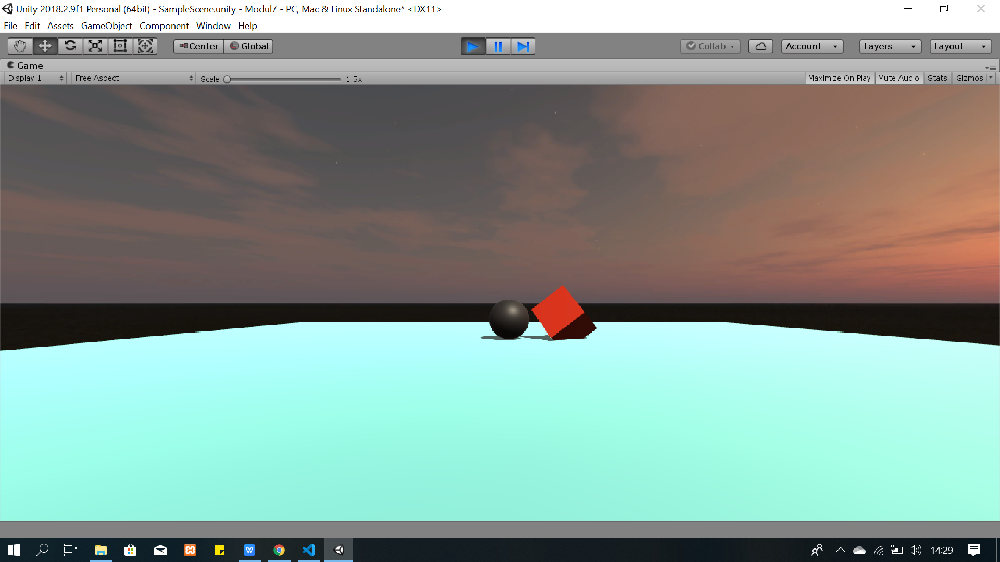 Unity 2018.2.9f1 Personal (64bit) - SampleScene.unity - Modul7 - PC, Mac & Linux Standalone* <DX11>
File Edit Assets GameObject Component Window Help
Center Global Collab Account Layers Layout
Game
Display 1 Free Aspect Scale 1.5x Maximize On Play Mute Audio Stats Gizmos
W 14:29